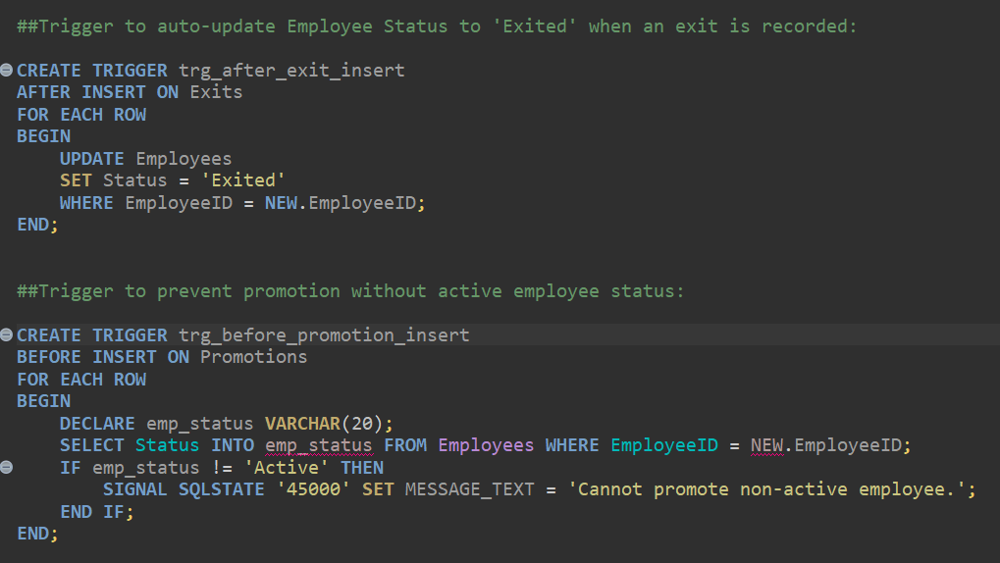 ##Trigger to auto-update Employee Status to 'Exited' when an exit is recorded:
CREATE TRIGGER trg_after_exit_insert
AFTER INSERT ON Exits
FOR EACH ROW
BEGIN
    UPDATE Employees
    SET Status = 'Exited'
    WHERE EmployeeID = NEW.EmployeeID;
END;
##Trigger to prevent promotion without active employee status:
CREATE TRIGGER trg_before_promotion_insert
BEFORE INSERT ON Promotions
FOR EACH ROW
BEGIN
    DECLARE emp_status VARCHAR(20);
    SELECT Status INTO emp_status FROM Employees WHERE EmployeeID = NEW.EmployeeID;
    IF emp_status != 'Active' THEN
        SIGNAL SQLSTATE '45000' SET MESSAGE_TEXT = 'Cannot promote non-active employee.';
    END IF;
END;